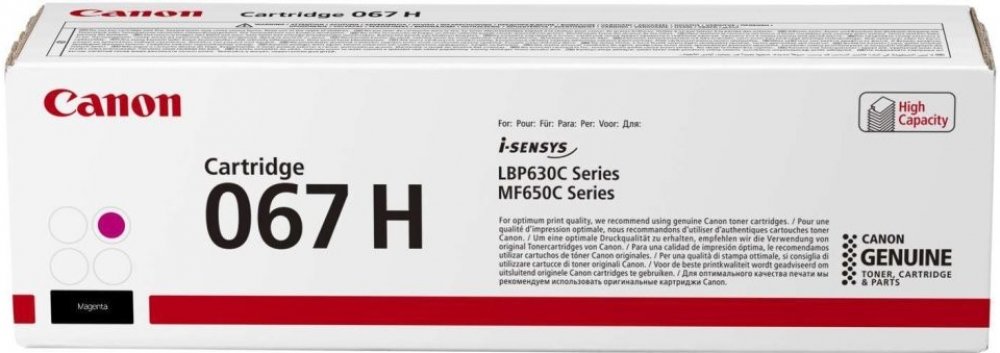 Canon Cartridge 067 H
Canon
High
Capacity
For: Pour: Für: Para: Per: Voor: Для:
i-SENSYS
LBP630C Series
MF650C Series
Cartridge
067 H
For optimum print quality, we recommend using genuine Canon toner cartridges. / Pour une
qualité d'impression optimale, nous recommandons d'utiliser d'authentiques cartouches toner
Canon. / Um eine optimale Druckqualität zu erhalten, empfehlen wir die Verwendung von
original Tonercartridges von Canon. / Para una calidad de impresión óptima, le recomendamos
utilizar cartuchos de tóner Canon originales. / Per una qualità di stampa ottimale, si consiglia di
utilizzare cartucce di toner originali Canon. / Voor de beste printkwaliteit wordt geadviseerd om
uitsluitend originele Canon cartridges te gebruiken. / Для оптимального качества печати мы
рекомендуем использовать оригинальные картриджи Canon.
CANON
GENUINE
TONER, CARTRIDGE
& PARTS
Magenta